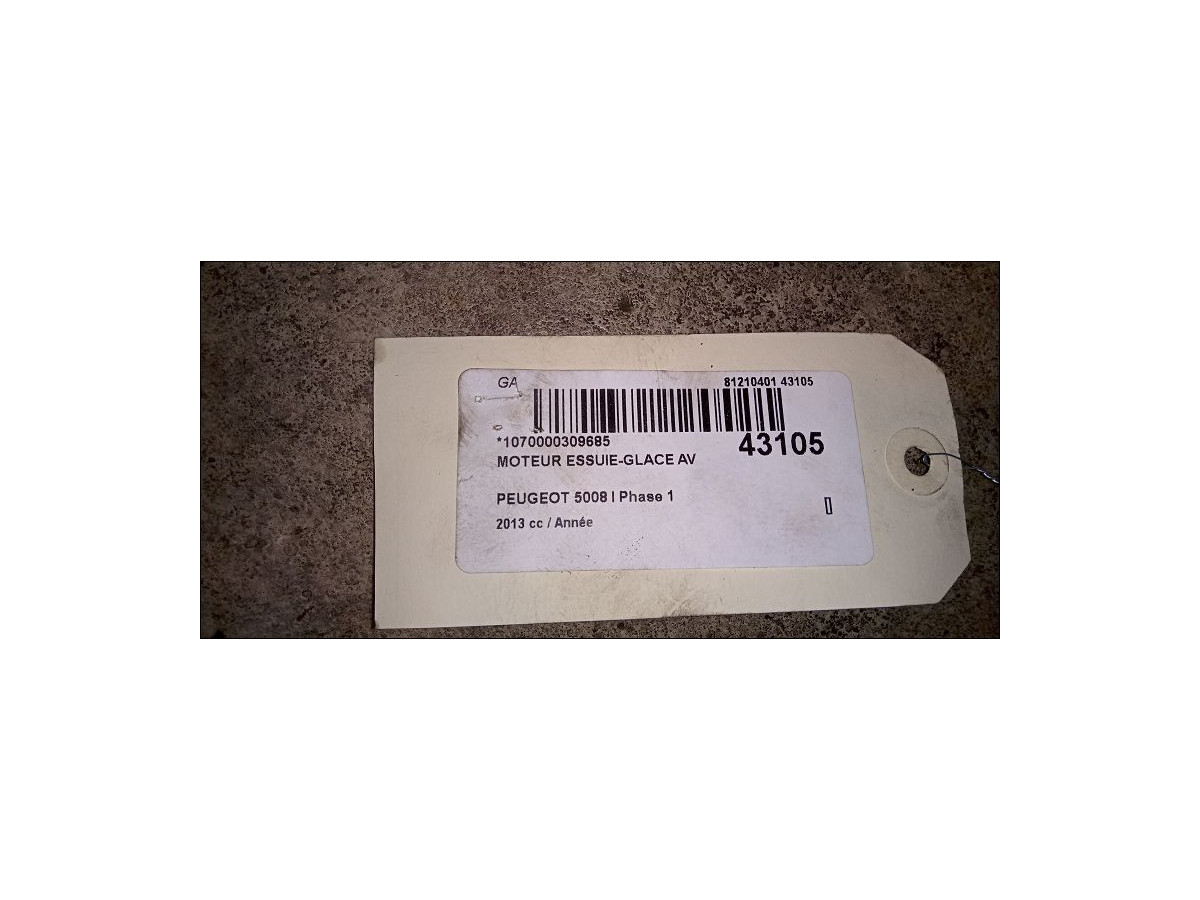 GA
81210401 43105
*1070000309685
43105
MOTEUR ESSUIE-GLACE AV
PEUGEOT 5008 I Phase 1
2013 cc / Année